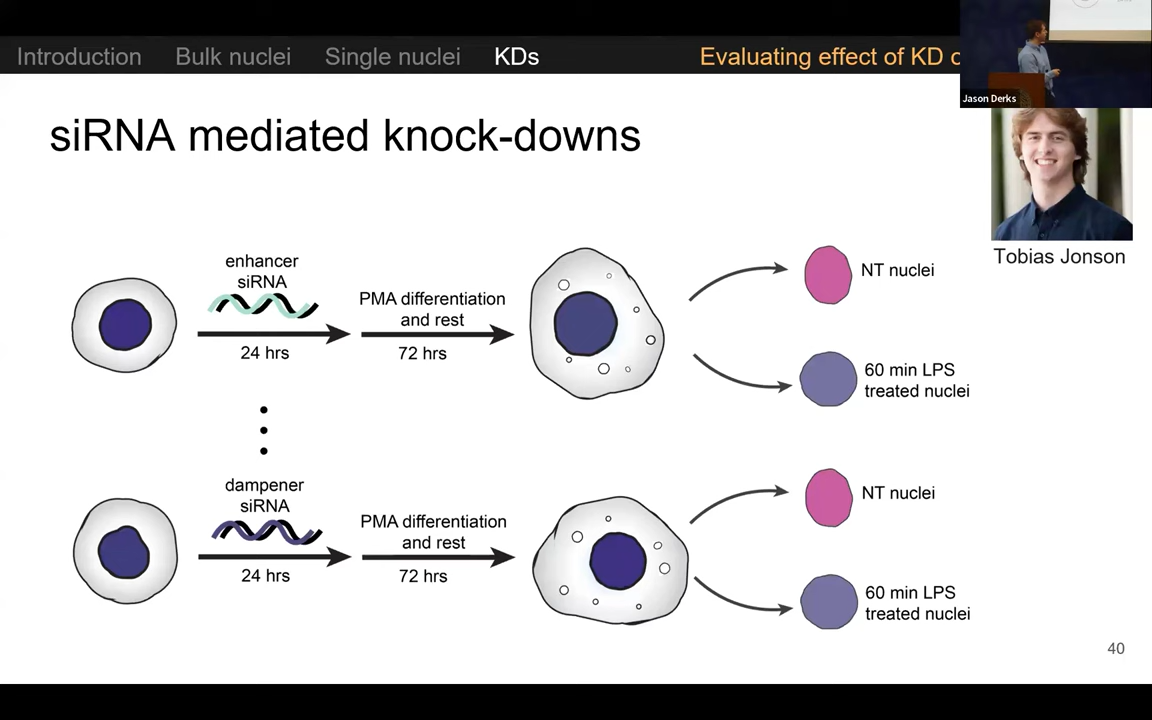 Introduction Bulk nuclei Single nuclei KDs Evaluating effect of KD
Jason Derks
siRNA mediated knock-downs
Tobias Jonson
enhancer
siRNA
24 hrs
PMA differentiation
and rest
72 hrs
NT nuclei
60 min LPS
treated nuclei
dampener
siRNA
24 hrs
PMA differentiation
and rest
72 hrs
NT nuclei
60 min LPS
treated nuclei
40